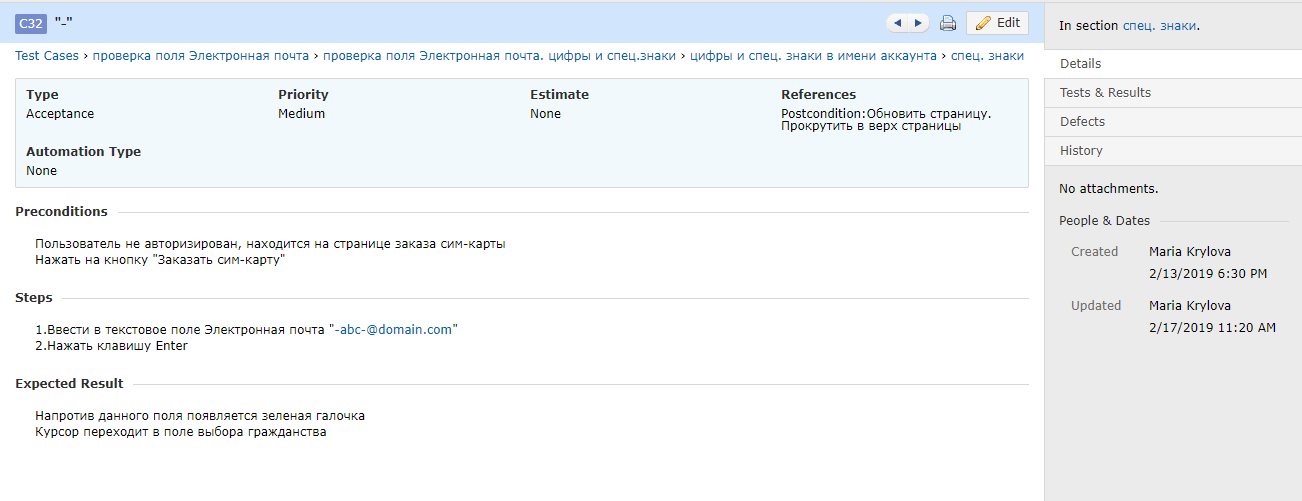 C32 "-"
Edit
Test Cases › проверка поля Электронная почта › проверка поля Электронная почта. цифры и спец.знаки › цифры и спец. знаки в имени аккаунта › спец. знаки
Type Priority Estimate References
Acceptance Medium None Postcondition:Обновить страницу.
Прокрутить в верх страницы
Automation Type
None
Preconditions
Пользователь не авторизирован, находится на странице заказа сим-карты
Нажать на кнопку "Заказать сим-карту"
Steps
1.Ввести в текстовое поле Электронная почта "-abc-@domain.com"
2.Нажать клавишу Enter
Expected Result
Напротив данного поля появляется зеленая галочка
Курсор переходит в поле выбора гражданства
In section спец. знаки.
Details
Tests & Results
Defects
History
No attachments.
People & Dates
Created Maria Krylova
2/13/2019 6:30 PM
Updated Maria Krylova
2/17/2019 11:20 AM